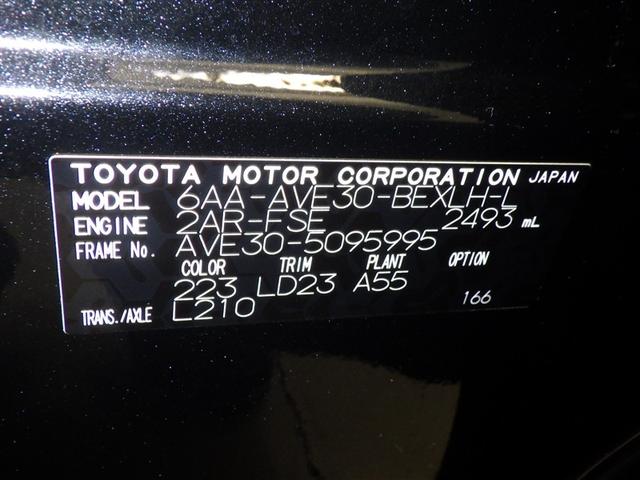 TOYOTA MOTOR CORPORATION JAPAN
MODEL 6AA-AVE30-BEXLH-L
ENGINE 2AR-FSE 2493 mL
FRAME No. AVE30-5095995
COLOR TRIM PLANT OPTION
223 LD23 A55
TRANS./AXLE L210 166